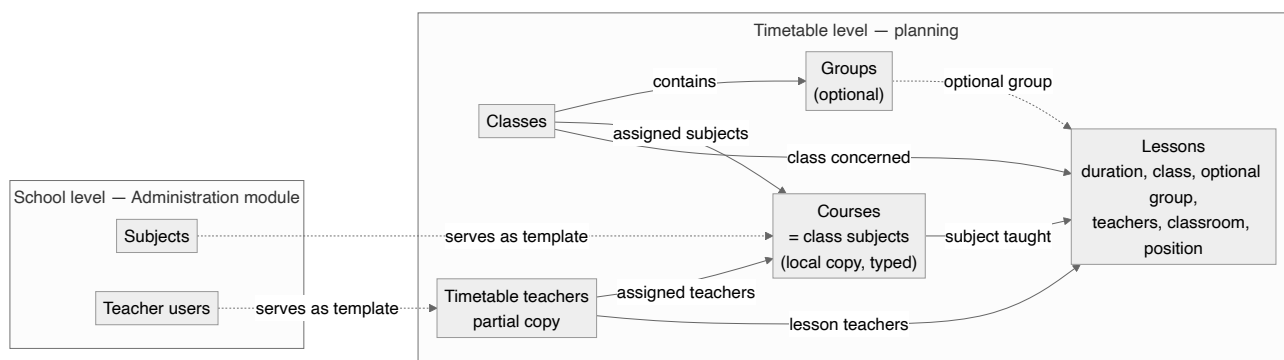 Timetable level — planning
Groups
(optional)
contains
optional group
Classes
assigned subjects
class concerned
Lessons
duration, class, optional
group,
teachers, classroom,
position
School level — Administration module
Subjects
serves as template
Courses
= class subjects
(local copy, typed)
subject taught
Teacher users
serves as template
Timetable teachers
partial copy
assigned teachers
lesson teachers